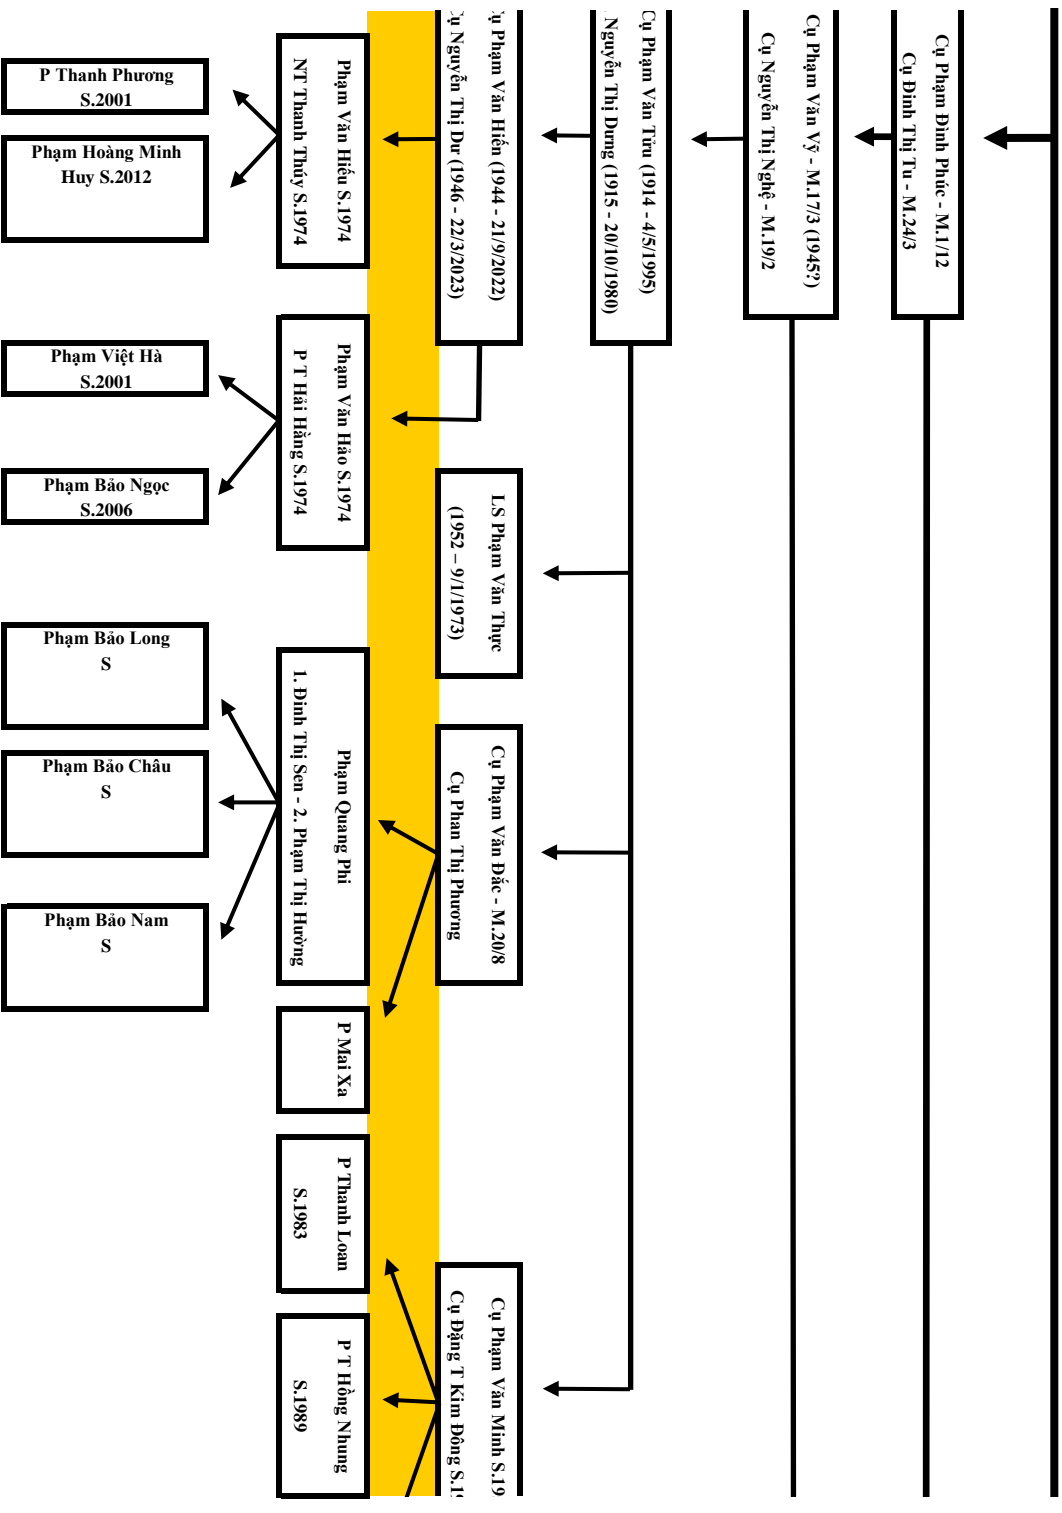 Cụ Phạm Đình Phúc - M.1/12
Cụ Đinh Thị Tu - M.24/3
Cụ Phạm Văn Vỹ - M.17/3 (1945?)
Cụ Nguyễn Thị Nghệ - M.19/2
Cụ Phạm Văn Tửu (1914 - 4/5/1995)
Nguyễn Thị Dưng (1915 - 20/10/1980)
Phạm Văn Hiến (1944 - 21/9/2022)
Nguyễn Thị Dư (1946 - 22/3/2023)
LS Phạm Văn Thực
(1952 – 9/1/1973)
Cụ Phạm Văn Đắc - M.20/8
Cụ Phan Thị Phương
Cụ Phạm Văn Minh S.19
Cụ Đặng T Kim Đông S.19
Phạm Văn Hiếu S.1974
NT Thanh Thúy S.1974
Phạm Văn Hảo S.1974
P T Hải Hằng S.1974
Phạm Quang Phi
1. Đinh Thị Sen - 2. Phạm Thị Hường
P Mai Xa
P Thanh Loan
S.1983
P T Hồng Nhung
S.1989
P Thanh Phương
S.2001
Phạm Hoàng Minh
Huy S.2012
Phạm Việt Hà
S.2001
Phạm Bảo Ngọc
S.2006
Phạm Bảo Long
S
Phạm Bảo Châu
S
Phạm Bảo Nam
S